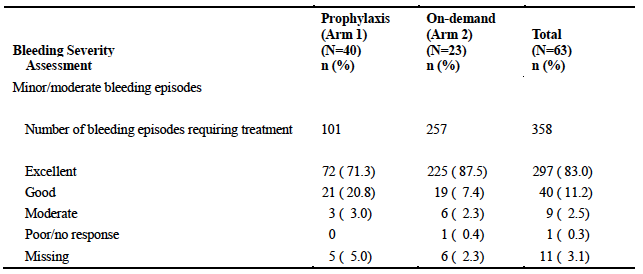 Prophylaxis On-demand
(Arm 1) (Arm 2) Total
Bleeding Severity (N=40) (N=23) (N=63)
Assessment n (%) n (%) n (%)
Minor/moderate bleeding episodes
Number of bleeding episodes requiring treatment 101 257 358
Excellent 72 ( 71.3) 225 ( 87.5) 297 ( 83.0)
Good 21 ( 20.8) 19 ( 7.4) 40 ( 11.2)
Moderate 3 ( 3.0) 6 ( 2.3) 9 ( 2.5)
Poor/no response 0 1 ( 0.4) 1 ( 0.3)
Missing 5 ( 5.0) 6 ( 2.3) 11 ( 3.1)